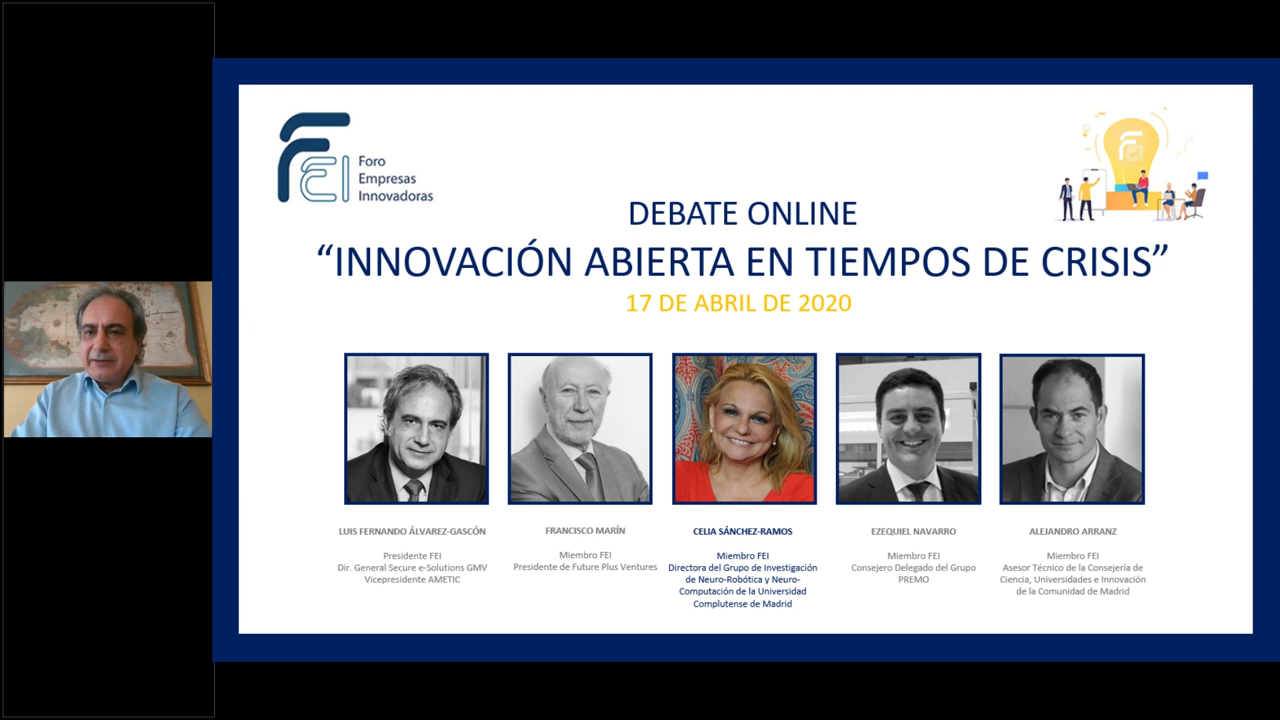 FEI
Foro
Empresas
Innovadoras
DEBATE ONLINE
“INNOVACIÓN ABIERTA EN TIEMPOS DE CRISIS”
17 DE ABRIL DE 2020
LUIS FERNANDO ÁLVAREZ-GASCÓN
Presidente FEI
Dir. General Secure e-Solutions GMV
Vicepresidente AMETIC
FRANCISCO MARÍN
Miembro FEI
Presidente de Future Plus Ventures
CELIA SÁNCHEZ-RAMOS
Miembro FEI
Directora del Grupo de Investigación
de Neuro-Robótica y Neuro-
Computación de la Universidad
Complutense de Madrid
EZEQUIEL NAVARRO
Miembro FEI
Consejero Delegado del Grupo
PREMO
ALEJANDRO ARRANZ
Miembro FEI
Asesor Técnico de la Consejería de
Ciencia, Universidades e Innovación
de la Comunidad de Madrid